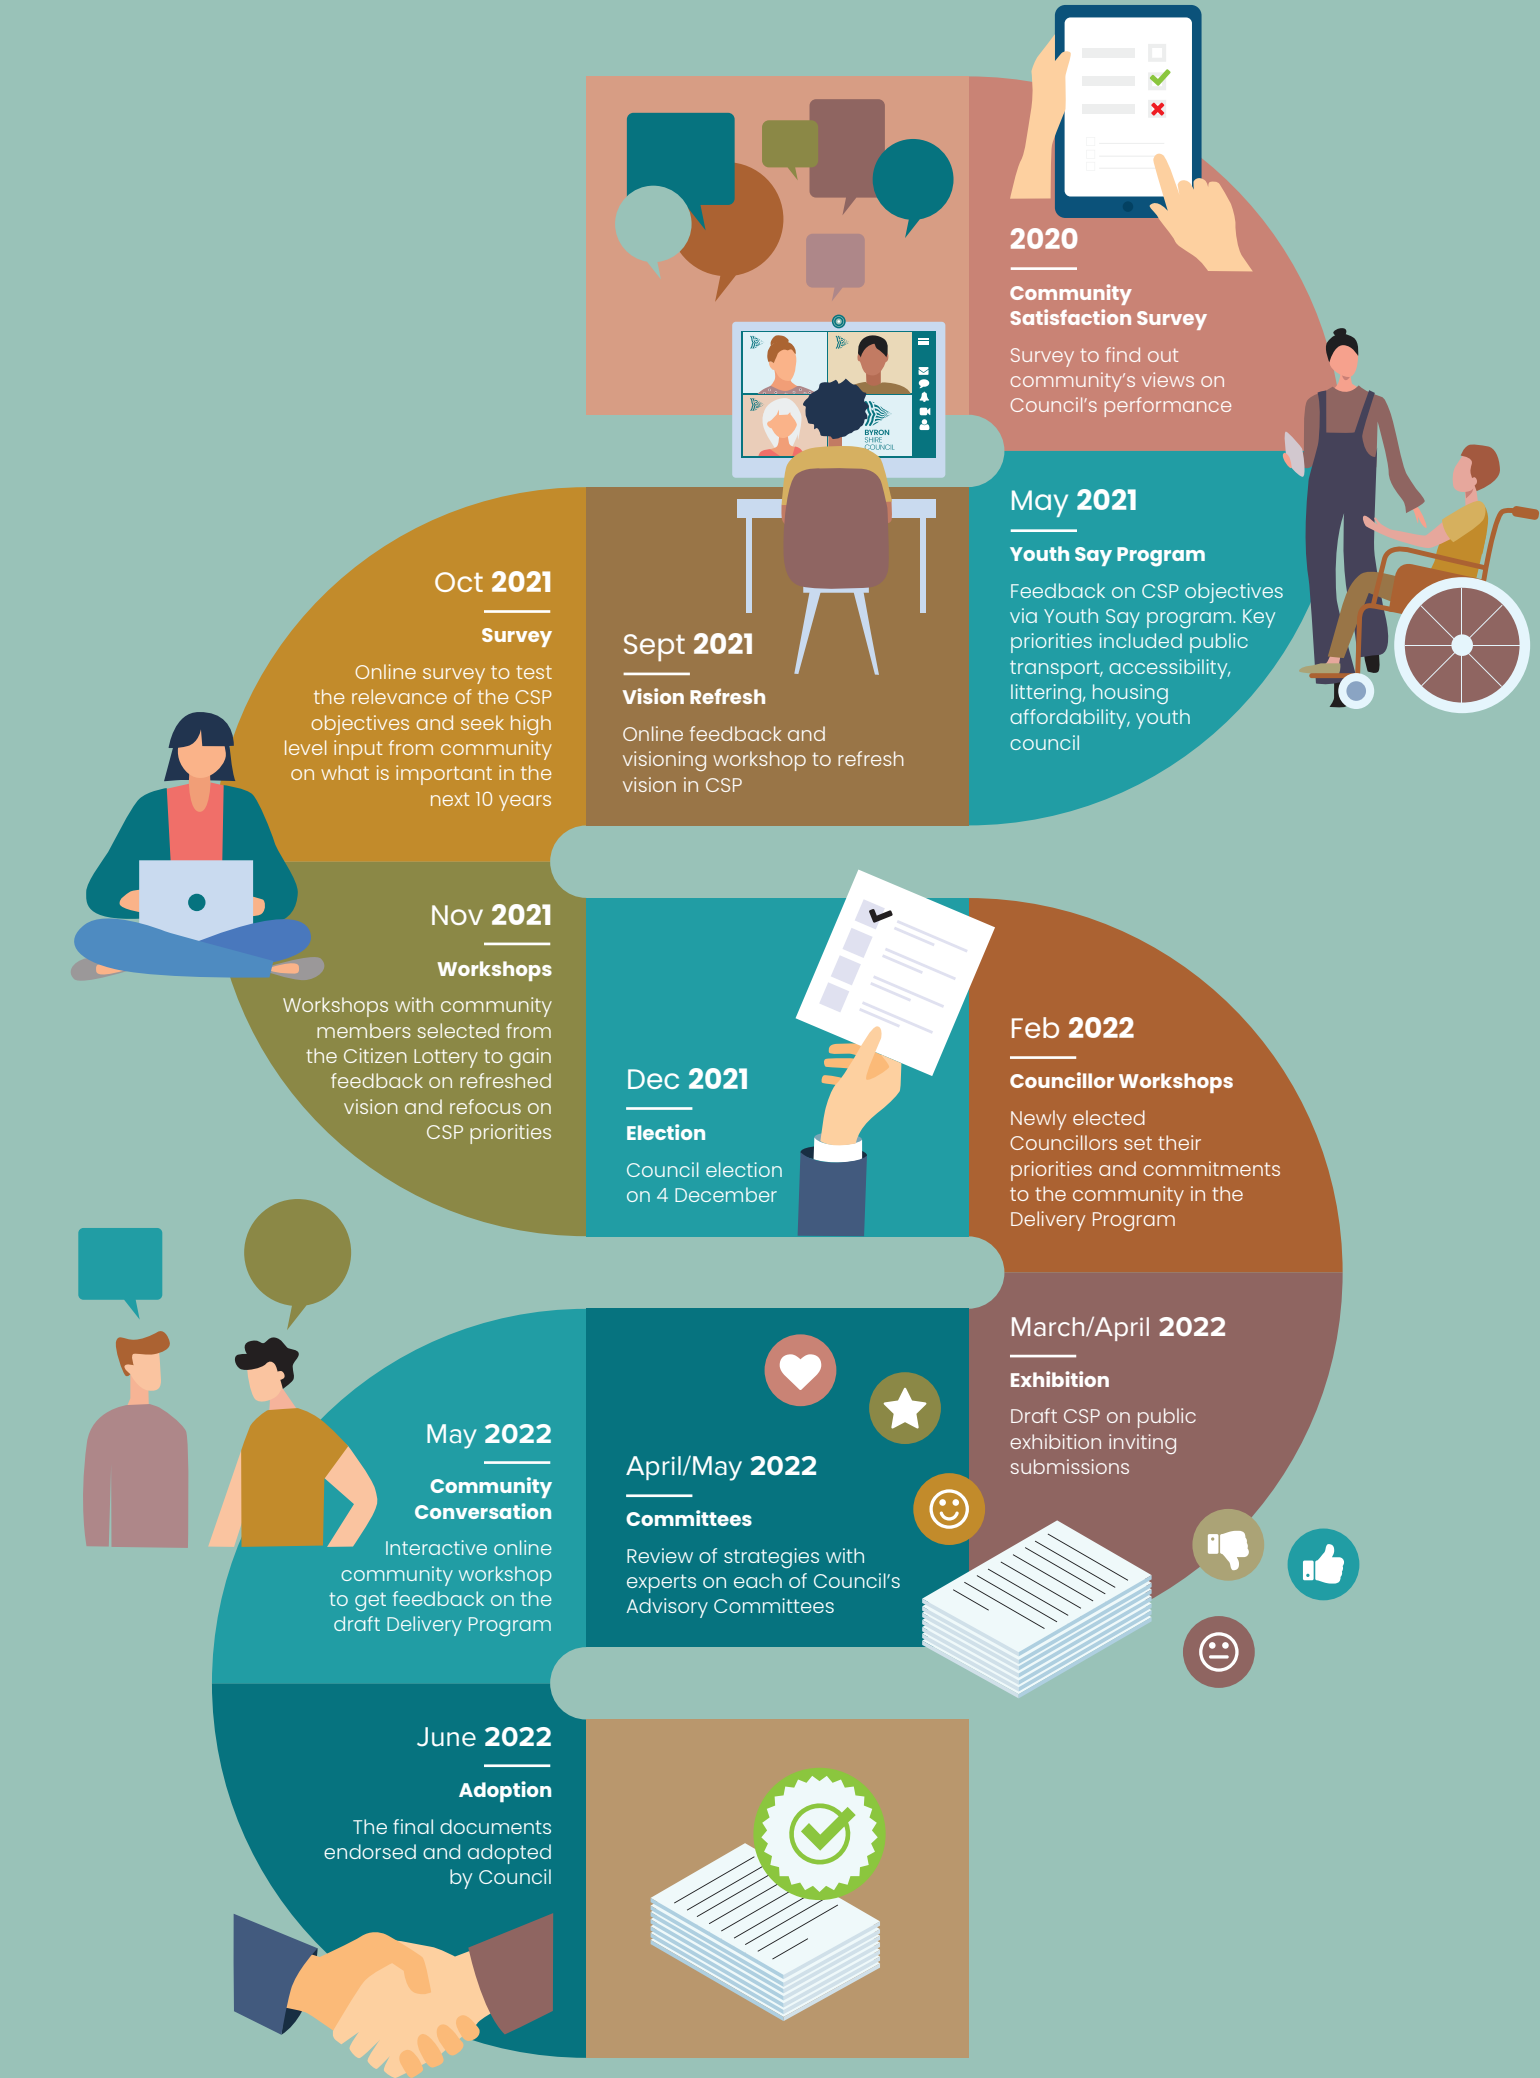 2020
Community
Satisfaction Survey
Survey to find out
community's views on
Council's performance
BYRON
SHIRE
COUNCIL
May 2021
Youth Say Program
Feedback on CSP objectives
via Youth Say program. Key
priorities included public
transport, accessibility,
littering, housing
affordability, youth
council
Sept 2021
Vision Refresh
Online feedback and
visioning workshop to refresh
vision in CSP
Oct 2021
Survey
Online survey to test
the relevance of the CSP
objectives and seek high
level input from community
on what is important in the
next 10 years
Nov 2021
Workshops
Workshops with community
members selected from
the Citizen Lottery to gain
feedback on refreshed
vision and refocus on
CSP priorities
Dec 2021
Election
Council election
on 4 December
Feb 2022
Councillor Workshops
Newly elected
Councillors set their
priorities and commitments
to the community in the
Delivery Program
March/April 2022
Exhibition
Draft CSP on public
exhibition inviting
submissions
April/May 2022
Committees
Review of strategies with
experts on each of Council's
Advisory Committees
May 2022
Community
Conversation
Interactive online
community workshop
to get feedback on the
draft Delivery Program
June 2022
Adoption
The final documents
endorsed and adopted
by Council